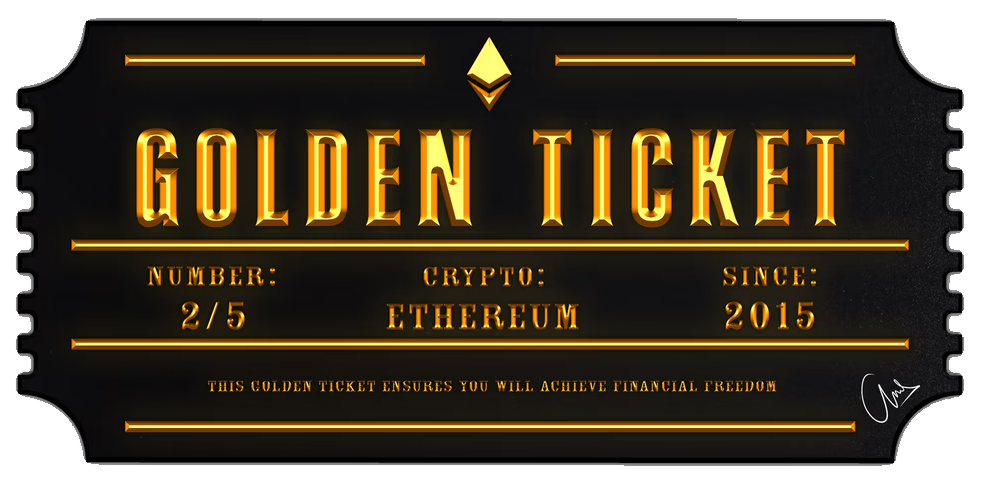 GOLDEN TICKET
NUMBER: CRYPTO: SINCE:
2/5 ETHEREUM 2015
THIS GOLDEN TICKET ENSURES YOU WILL ACHIEVE FINANCIAL FREEDOM